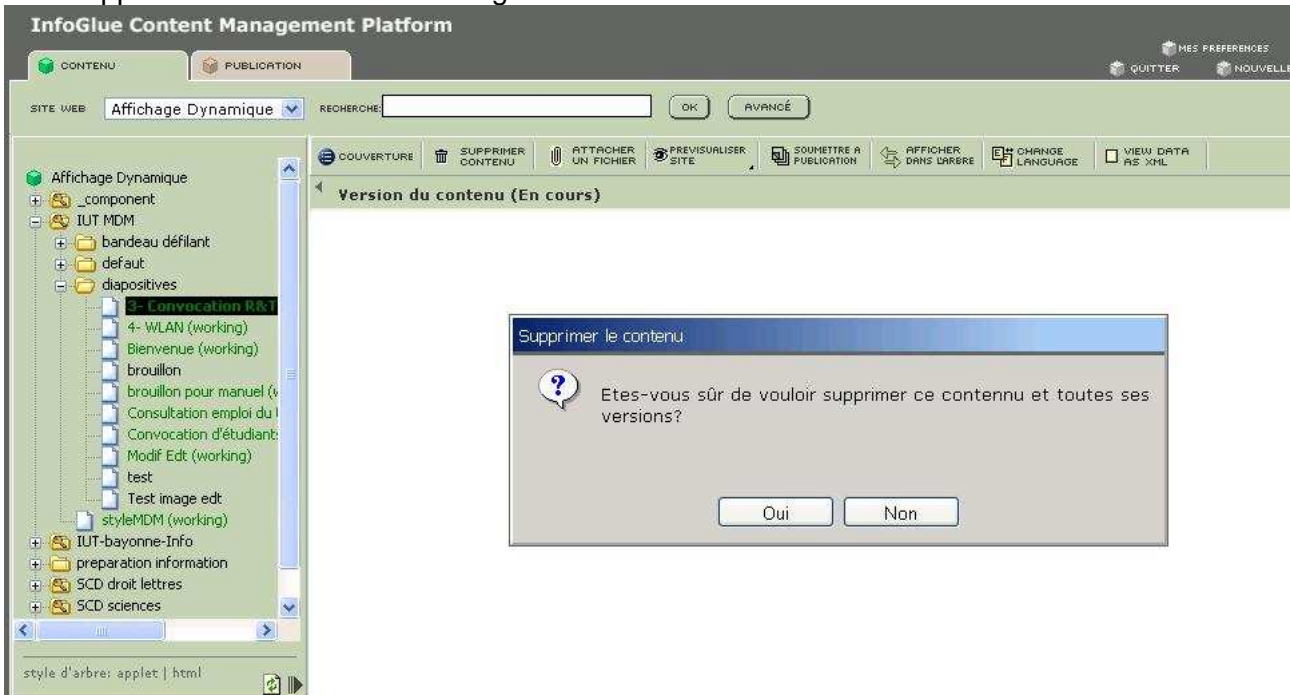 InfoGlue Content Management Platform
MES PREFERENCES
CONTENU
PUBLICATION
QUITTER
NOUVELLE
SITE WEB
Affichage Dynamique
RECHERCHE:
OK
AVANCÉ
COUVERTURE
SUPPRIMER
CONTENU
ATTACHER
UN FICHIER
PREVISUALISER
SITE
SOUMETTRE A
PUBLICATION
AFFICHER
DANS L'ARBRE
CHANGE
LANGUAGE
VIEW DATA
AS XML
Version du contenu (En cours)
Affichage Dynamique
_component
IUT MDM
bandeau défilant
defaut
diapositives
3- Convocation R&T
4- WLAN (working)
Bienvenue (working)
brouillon
brouillon pour manuel (w
Consultation emploi du
Convocation d'étudiant
Modif Edt (working)
test
Test image edt
styleMDM (working)
IUT-bayonne-Info
preparation information
SCD droit lettres
SCD sciences
style d'arbre: applet | html
Supprimer le contenu
Etes-vous sûr de vouloir supprimer ce contennu et toutes ses
versions?
Oui
Non